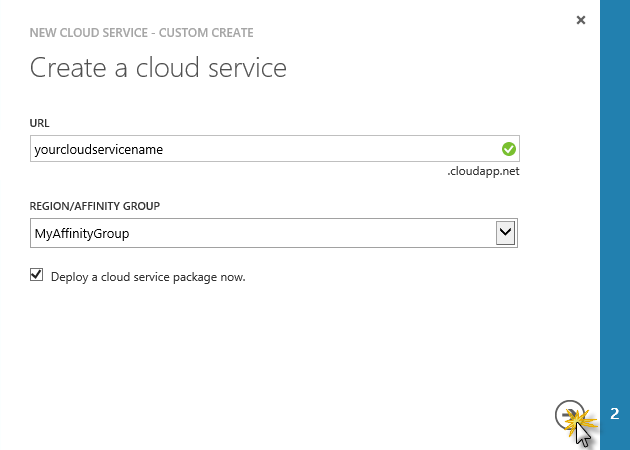 NEW CLOUD SERVICE - CUSTOM CREATE
Create a cloud service
URL
yourcloudservicename
.cloudapp.net
REGION/AFFINITY GROUP
MyAffinityGroup
Deploy a cloud service package now.
2